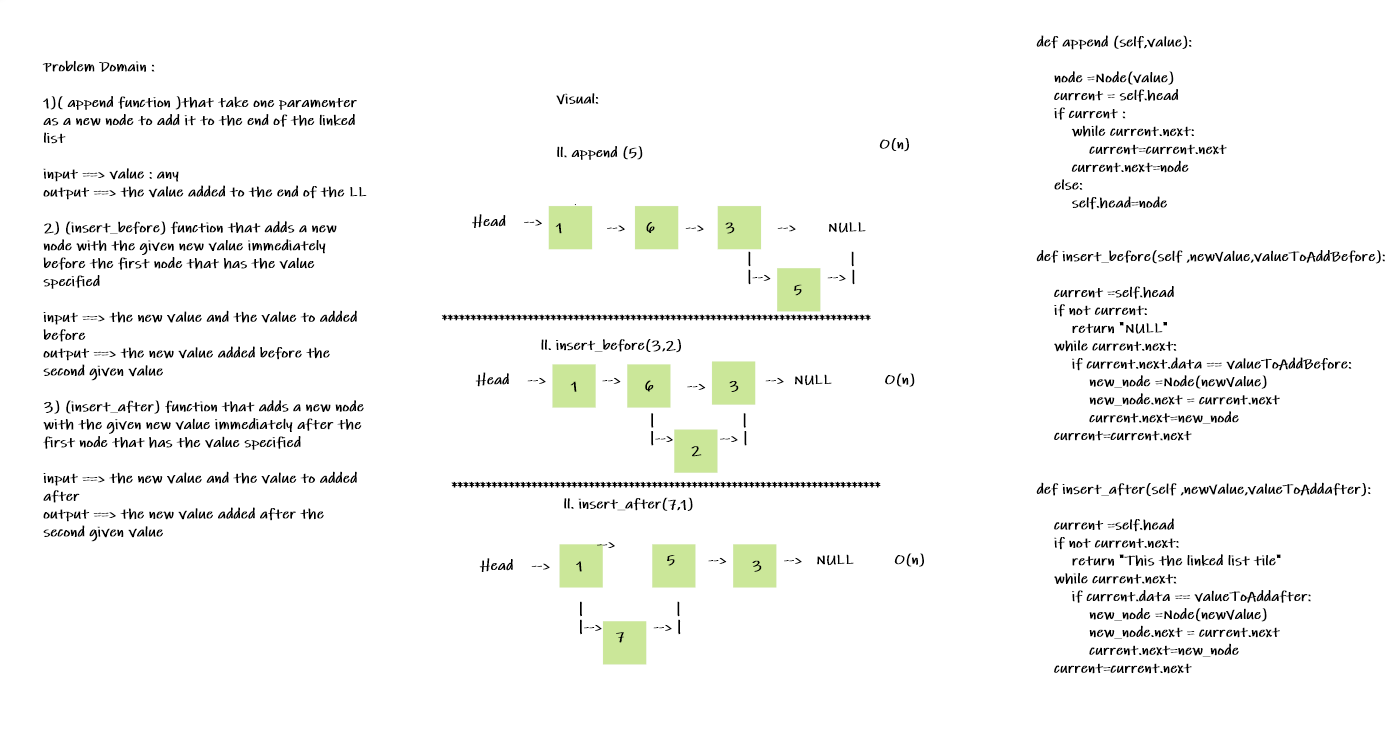 Problem Domain :
1)( append function )that take one paramenter
as a new node to add it to the end of the linked
list
input ==> value : any
output ==> the value added to the end of the LL
2) (insert_before) function that adds a new
node with the given new value immediately
before the first node that has the value
specified
input ==> the new value and the value to added
before
output ==> the new value added before the
second given value
3) (insert_after) function that adds a new node
with the given new value immediately after the
first node that has the value specified
input ==> the new value and the value to added
after
output ==> the new value added after the
second given value
Visual:
ll. append (5)
O(n)
Head --> 1 --> 6 --> 3 --> NULL
|--> 5 -->|
***************************************************************************
ll. insert_before(3,2)
Head --> 1 --> 6 --> 3 --> NULL O(n)
|--> 2 -->|
***************************************************************************
ll. insert_after(7,1)
Head --> 1 --> 5 --> 3 --> NULL O(n)
|--> 7 -->|
def append (self,value):
node =Node(value)
current = self.head
if current :
while current.next:
current=current.next
current.next=node
else:
self.head=node
def insert_before(self ,newValue,valueToAddBefore):
current =self.head
if not current:
return "NULL"
while current.next:
if current.next.data == valueToAddBefore:
new_node =Node(newValue)
new_node.next = current.next
current.next=new_node
current=current.next
def insert_after(self ,newValue,valueToAddafter):
current =self.head
if not current.next:
return "This the linked list tile"
while current.next:
if current.data == valueToAddafter:
new_node =Node(newValue)
new_node.next = current.next
current.next=new_node
current=current.next